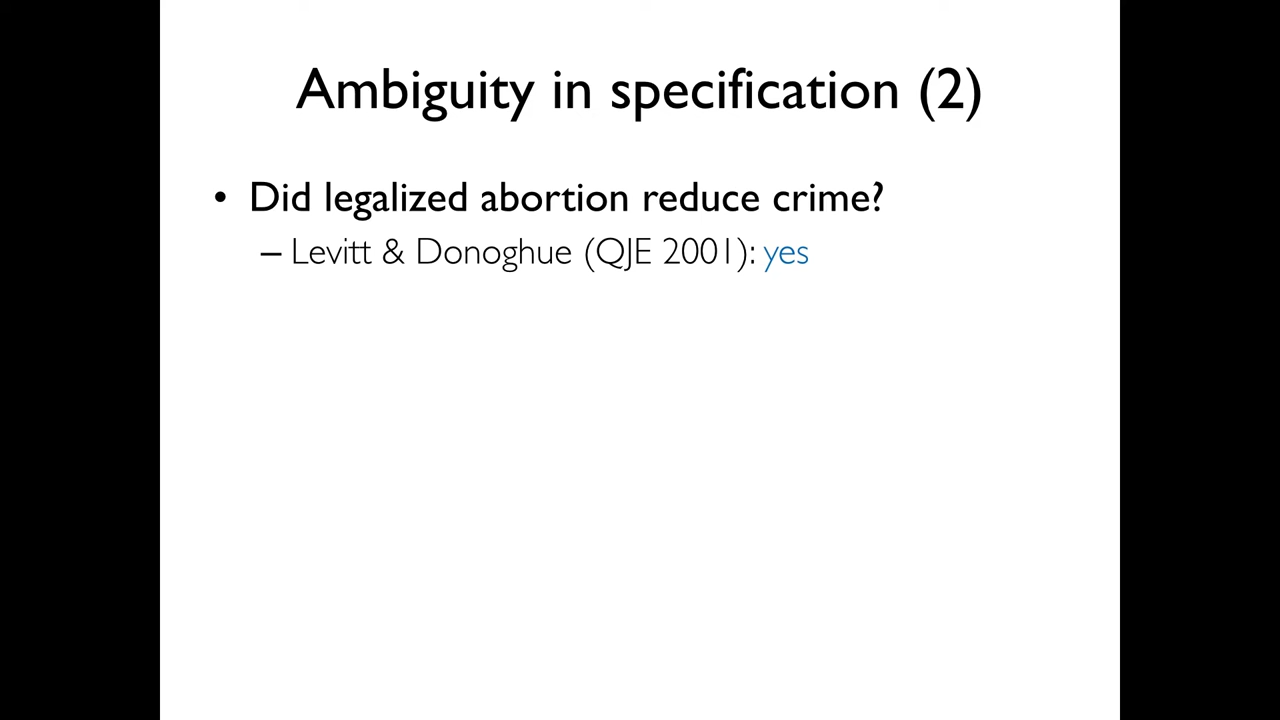 Ambiguity in specification (2)
• Did legalized abortion reduce crime?
– Levitt & Donoghue (QJE 2001): yes